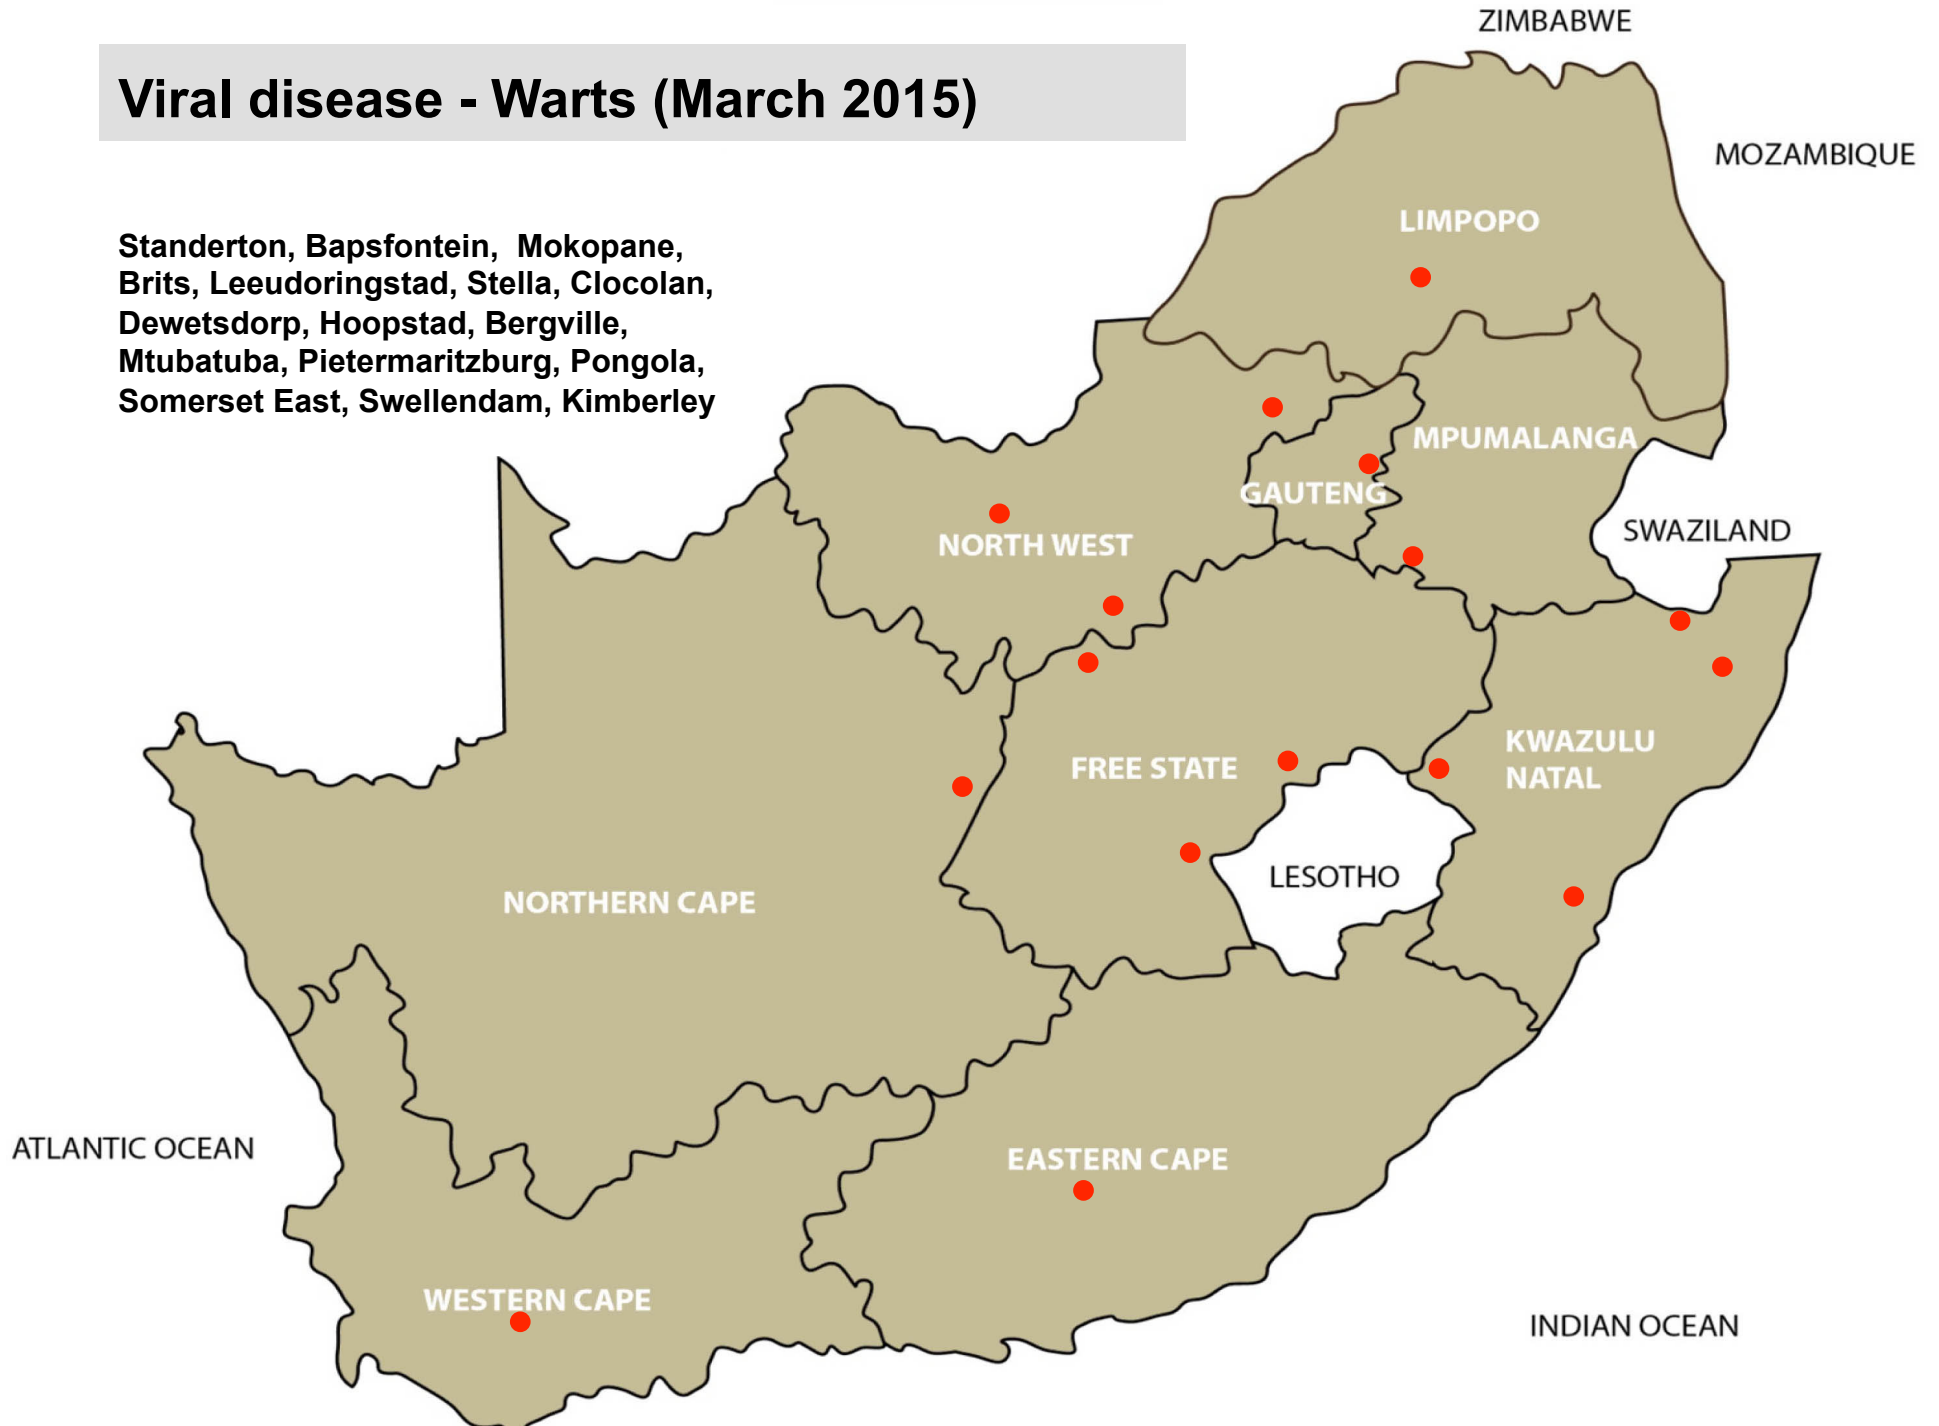 ZIMBABWE
Viral disease - Warts (March 2015)
MOZAMBIQUE
LIMPOPO
Standerton, Bapsfontein,  Mokopane,
Brits, Leeudoringstad, Stella, Clocolan,
Dewetsdorp, Hoopstad, Bergville,
Mtubatuba, Pietermaritzburg, Pongola,
Somerset East, Swellendam, Kimberley
MPUMALANGA
GAUTENG
SWAZILAND
NORTH WEST
KWAZULU
NATAL
FREE STATE
LESOTHO
NORTHERN CAPE
ATLANTIC OCEAN
EASTERN CAPE
WESTERN CAPE
INDIAN OCEAN